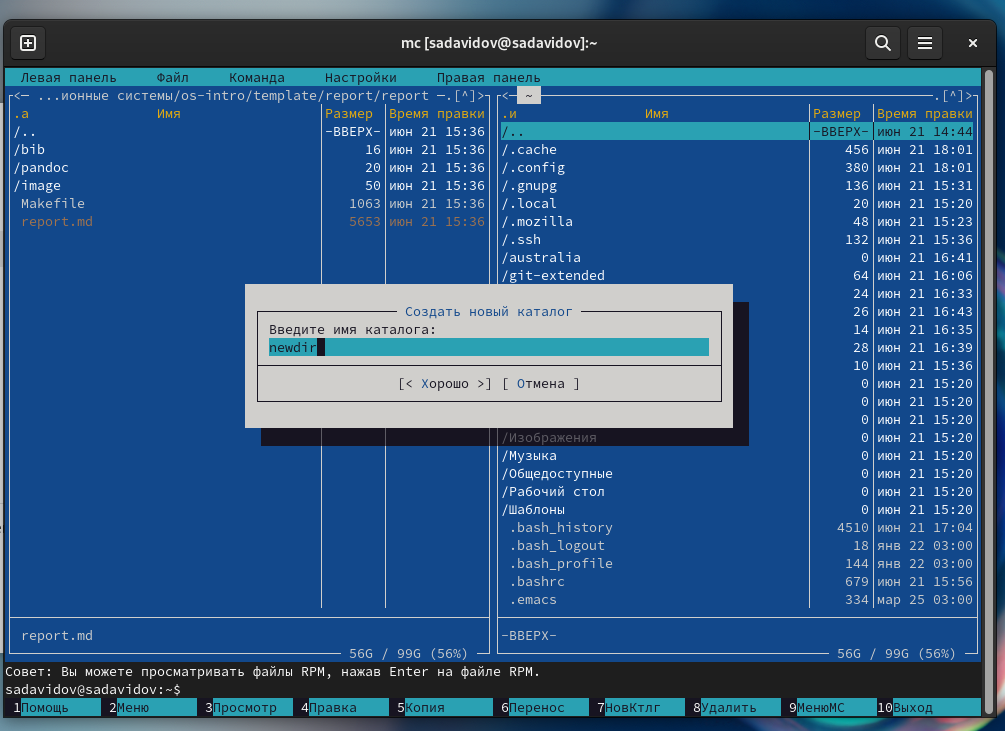 mc [sadavidov@sadavidov]:~
Левая панель Файл Команда Настройки Правая панель
<─ ...ионные системы/os-intro/template/report/report ─.[^]>
.а Имя Размер Время правки
/.. -ВВЕРХ- июн 21 15:36
/bib 16 июн 21 15:36
/pandoc 20 июн 21 15:36
/image 50 июн 21 15:36
Makefile 1063 июн 21 15:36
report.md 5653 июн 21 15:36
report.md
56G / 99G (56%)
<─ ~ .[^]>
.и Имя Размер Время правки
/.. -ВВЕРХ- июн 21 14:44
/.cache 456 июн 21 18:01
/.config 380 июн 21 18:01
/.gnupg 136 июн 21 15:31
/.local 20 июн 21 15:20
/.mozilla 48 июн 21 15:23
/.ssh 132 июн 21 15:36
/australia 0 июн 21 16:41
/git-extended 64 июн 21 16:06
24 июн 21 16:33
26 июн 21 16:43
14 июн 21 16:35
28 июн 21 16:39
10 июн 21 15:36
0 июн 21 15:20
0 июн 21 15:20
0 июн 21 15:20
/Изображения 0 июн 21 15:20
/Музыка 0 июн 21 15:20
/Общедоступные 0 июн 21 15:20
/Рабочий стол 0 июн 21 15:20
/Шаблоны 0 июн 21 15:20
.bash_history 4510 июн 21 17:04
.bash_logout 18 янв 22 03:00
.bash_profile 144 янв 22 03:00
.bashrc 679 июн 21 15:56
.emacs 334 мар 25 03:00
-ВВЕРХ-
56G / 99G (56%)
Создать новый каталог
Введите имя каталога:
newdir
[< Хорошо >] [ Отмена ]
Совет: Вы можете просматривать файлы RPM, нажав Enter на файле RPM.
sadavidov@sadavidov:~$
1Помощь 2Меню 3Просмотр 4Правка 5Копия 6Перенос 7НовКтлг 8Удалить 9МенюМС 10Выход